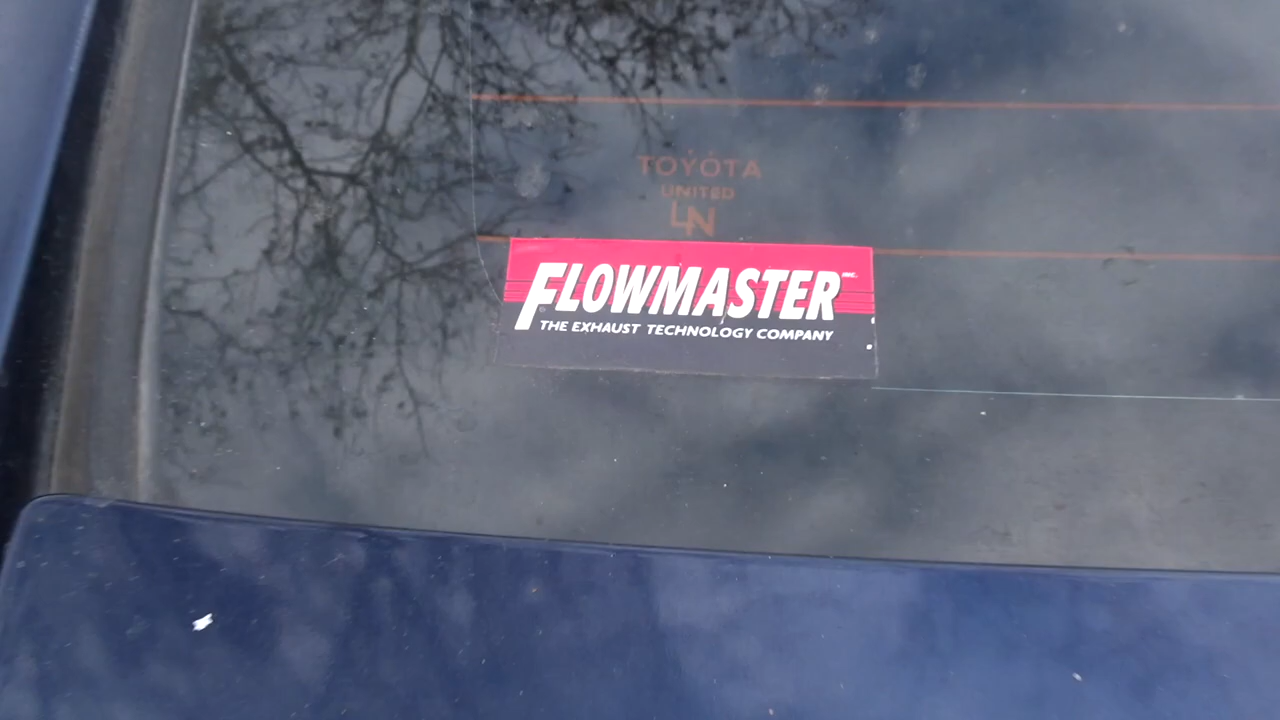 TOYOTA
UNITED
LN
FLOWMASTER INC.
THE EXHAUST TECHNOLOGY COMPANY